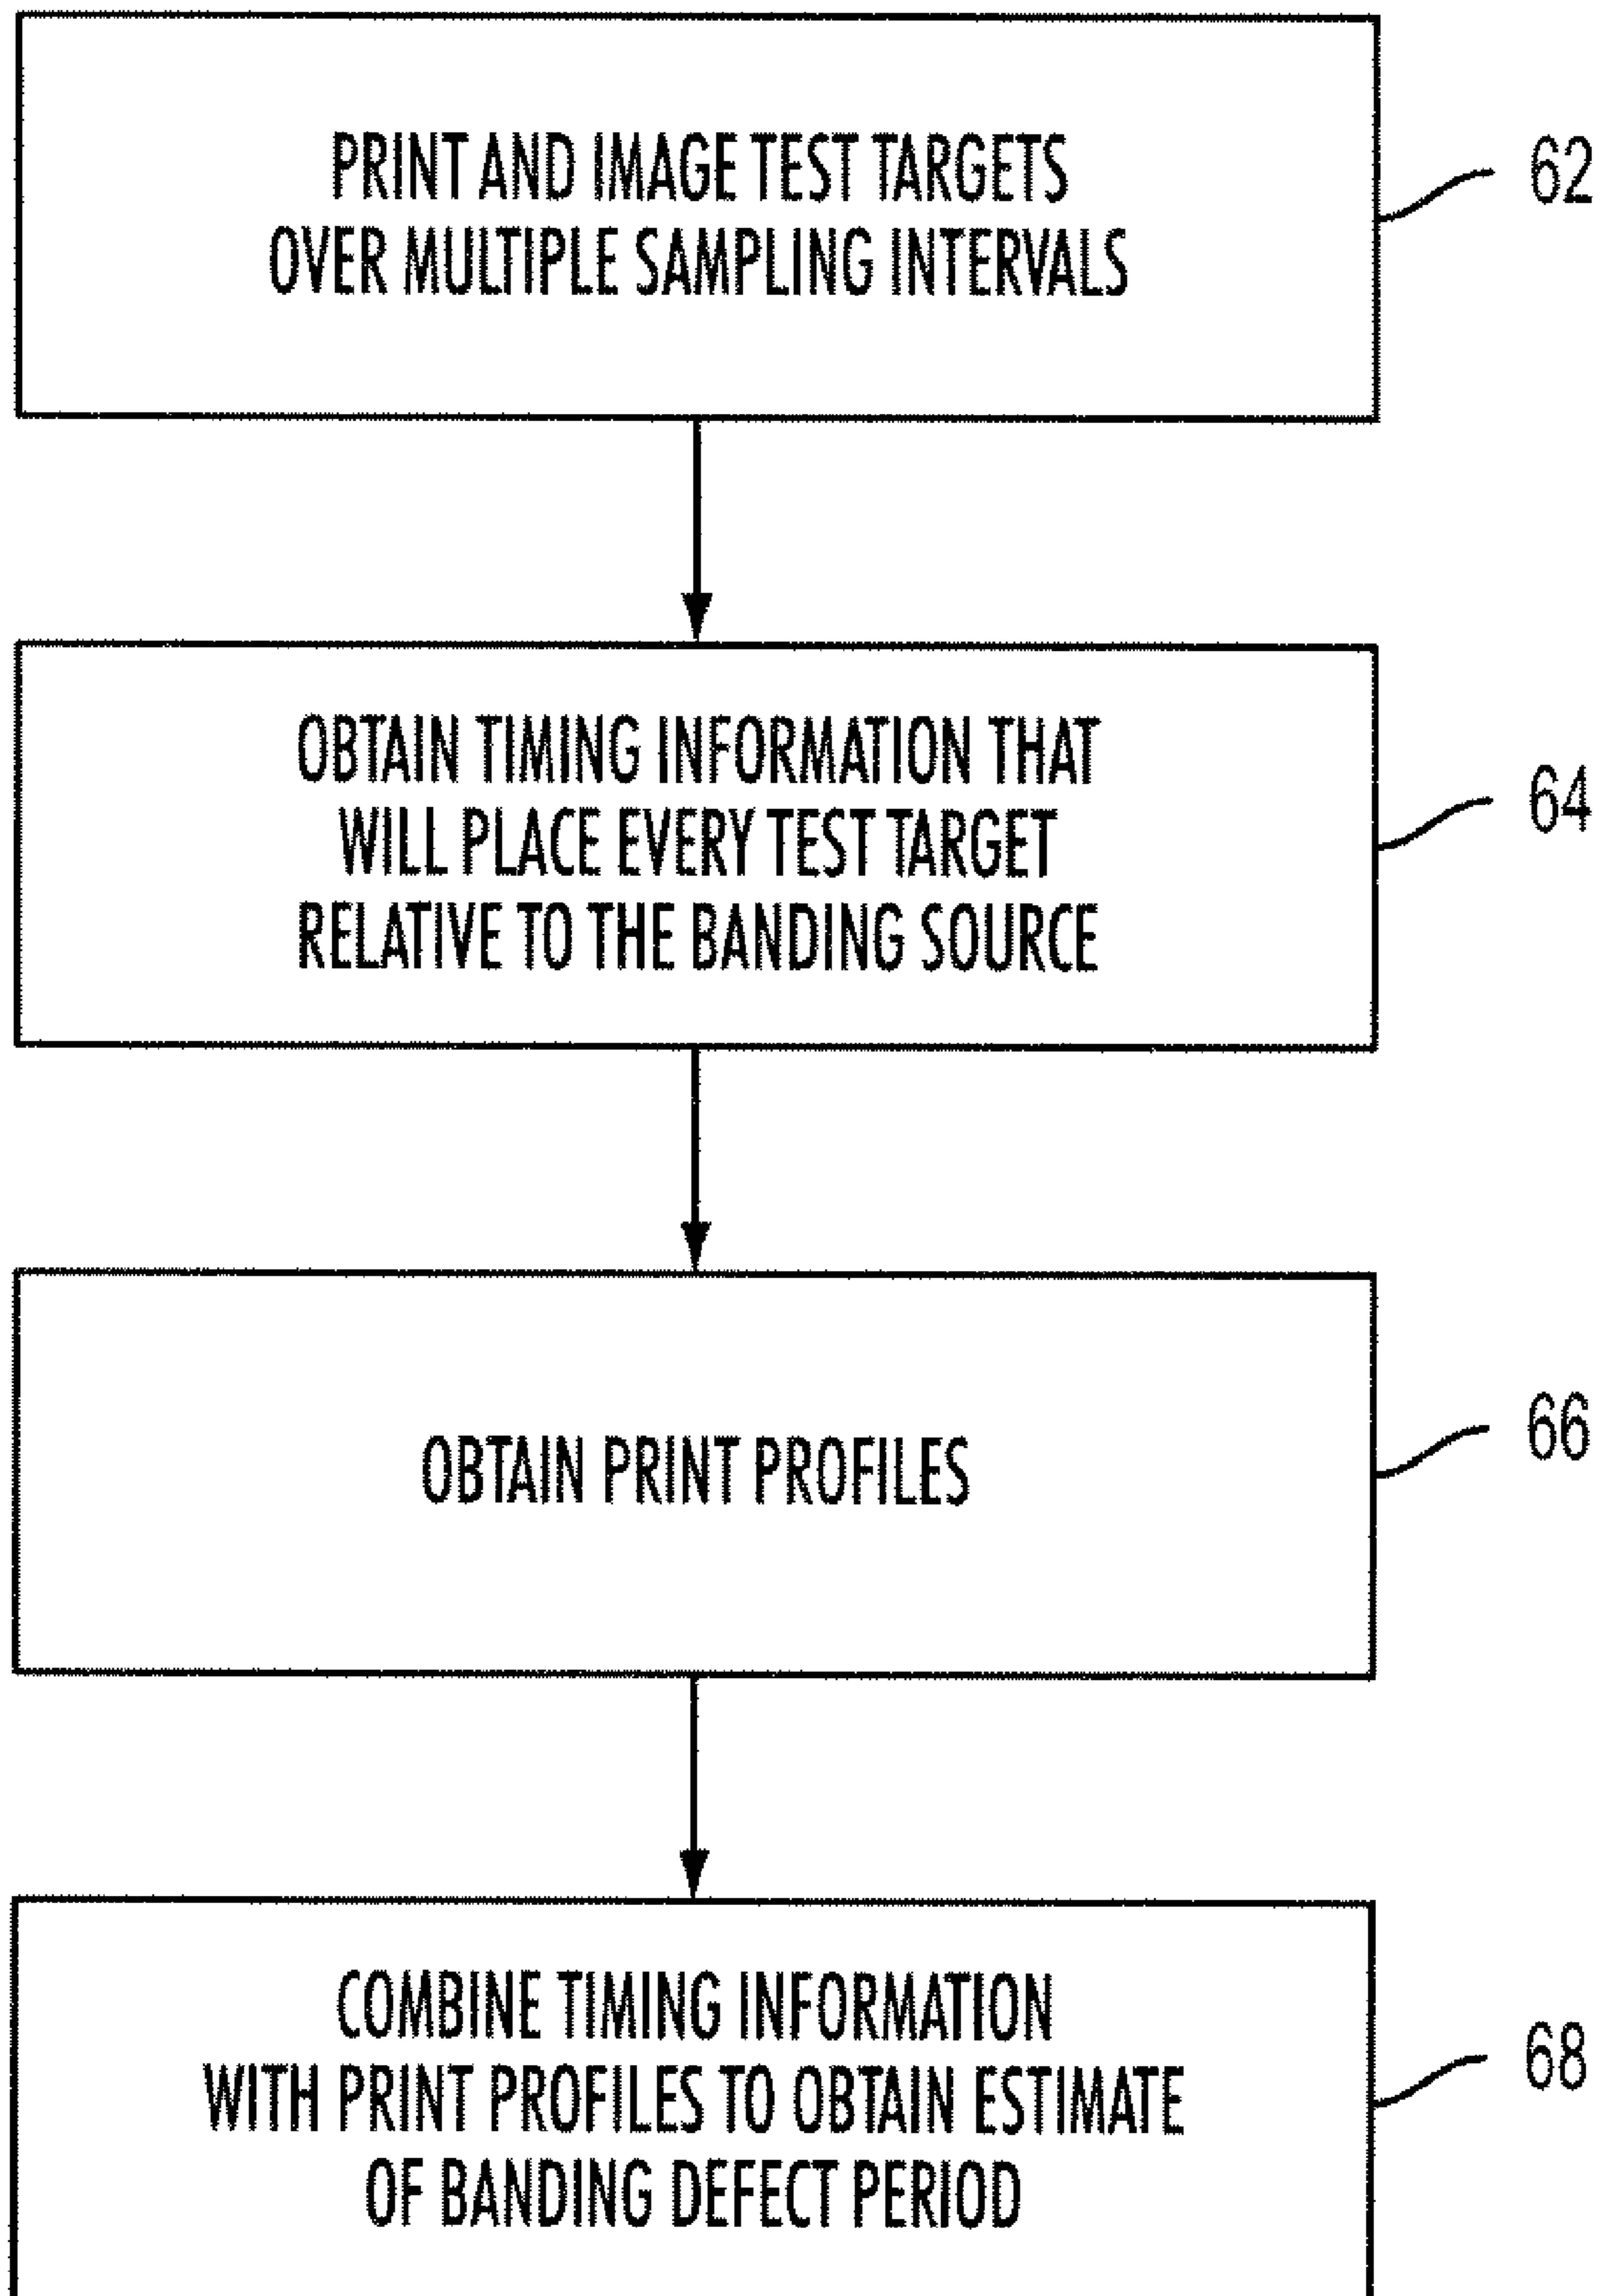 PRINT AND IMAGE TEST TARGETS
OVER MULTIPLE SAMPLING INTERVALS
62
OBTAIN TIMING INFORMATION THAT
WILL PLACE EVERY TEST TARGET
RELATIVE TO THE BANDING SOURCE
64
OBTAIN PRINT PROFILES
66
COMBINE TIMING INFORMATION
WITH PRINT PROFILES TO OBTAIN ESTIMATE
OF BANDING DEFECT PERIOD
68